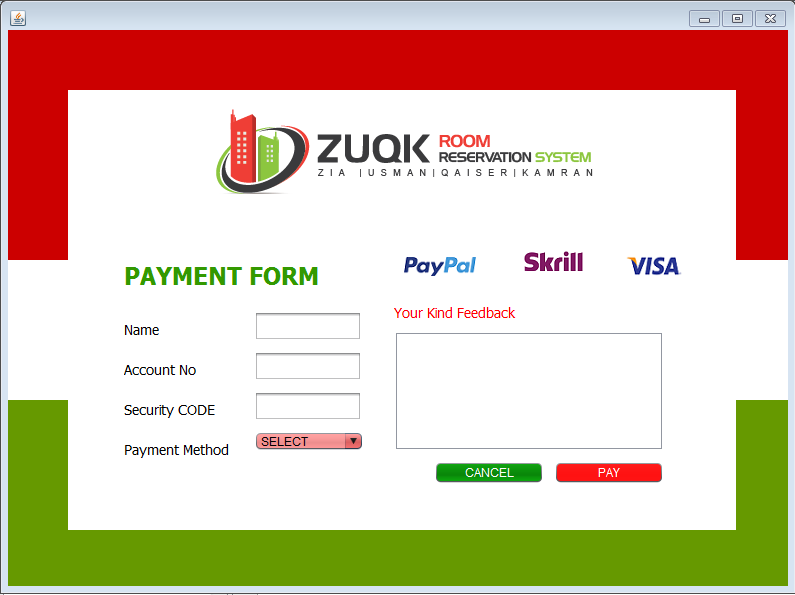 ZUQK ROOM
RESERVATION SYSTEM
ZIA |USMAN|QAISER|KAMRAN
PayPal Skrill VISA
PAYMENT FORM
Your Kind Feedback
Name
Account No
Security CODE
Payment Method SELECT
CANCEL PAY